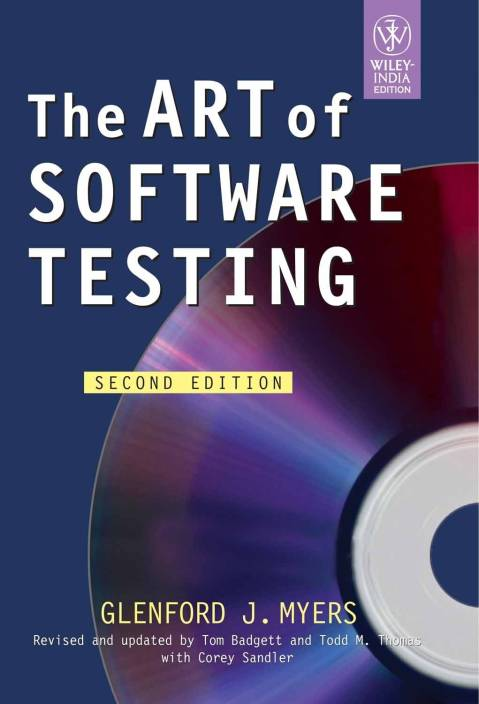 WILEY-
INDIA
EDITION
The ART of
SOFTWARE
TESTING
SECOND EDITION
GLENFORD J. MYERS
Revised and updated by Tom Badgett and Todd M. Thomas
with Corey Sandler